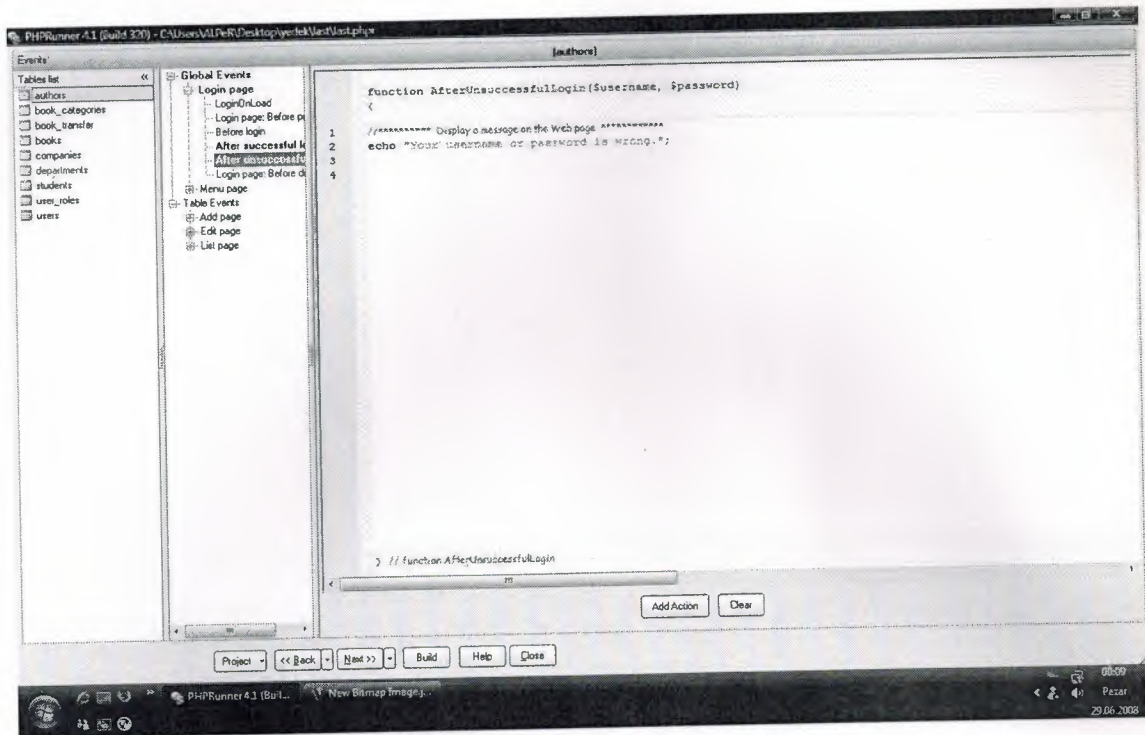 PHPRunner 4.1 (Build 320) - C:\Users\ALPeR\Desktop\yedek\last\last.phpr
Events
[authors]
Tables list «
authors
book_categories
book_transfer
books
companies
departments
students
user_roles
users
Global Events
Login page
LoginOnLoad
Login page: Before pr
Before login
After successful lo
After unsuccessfu
Login page: Before di
Menu page
Table Events
Add page
Edit page
List page
function AfterUnsuccessfulLogin($username, $password)
{
1 //********** Display a message on the Web page ************
2 echo "Your username or password is wrong.";
3
4
} // function AfterUnsuccessfulLogin
Add Action Clear
Project << Back Next >> Build Help Close
PHPRunner 4.1 (Buil... New Bitmap Image.j...
00:09
Pazar
29.06.2008